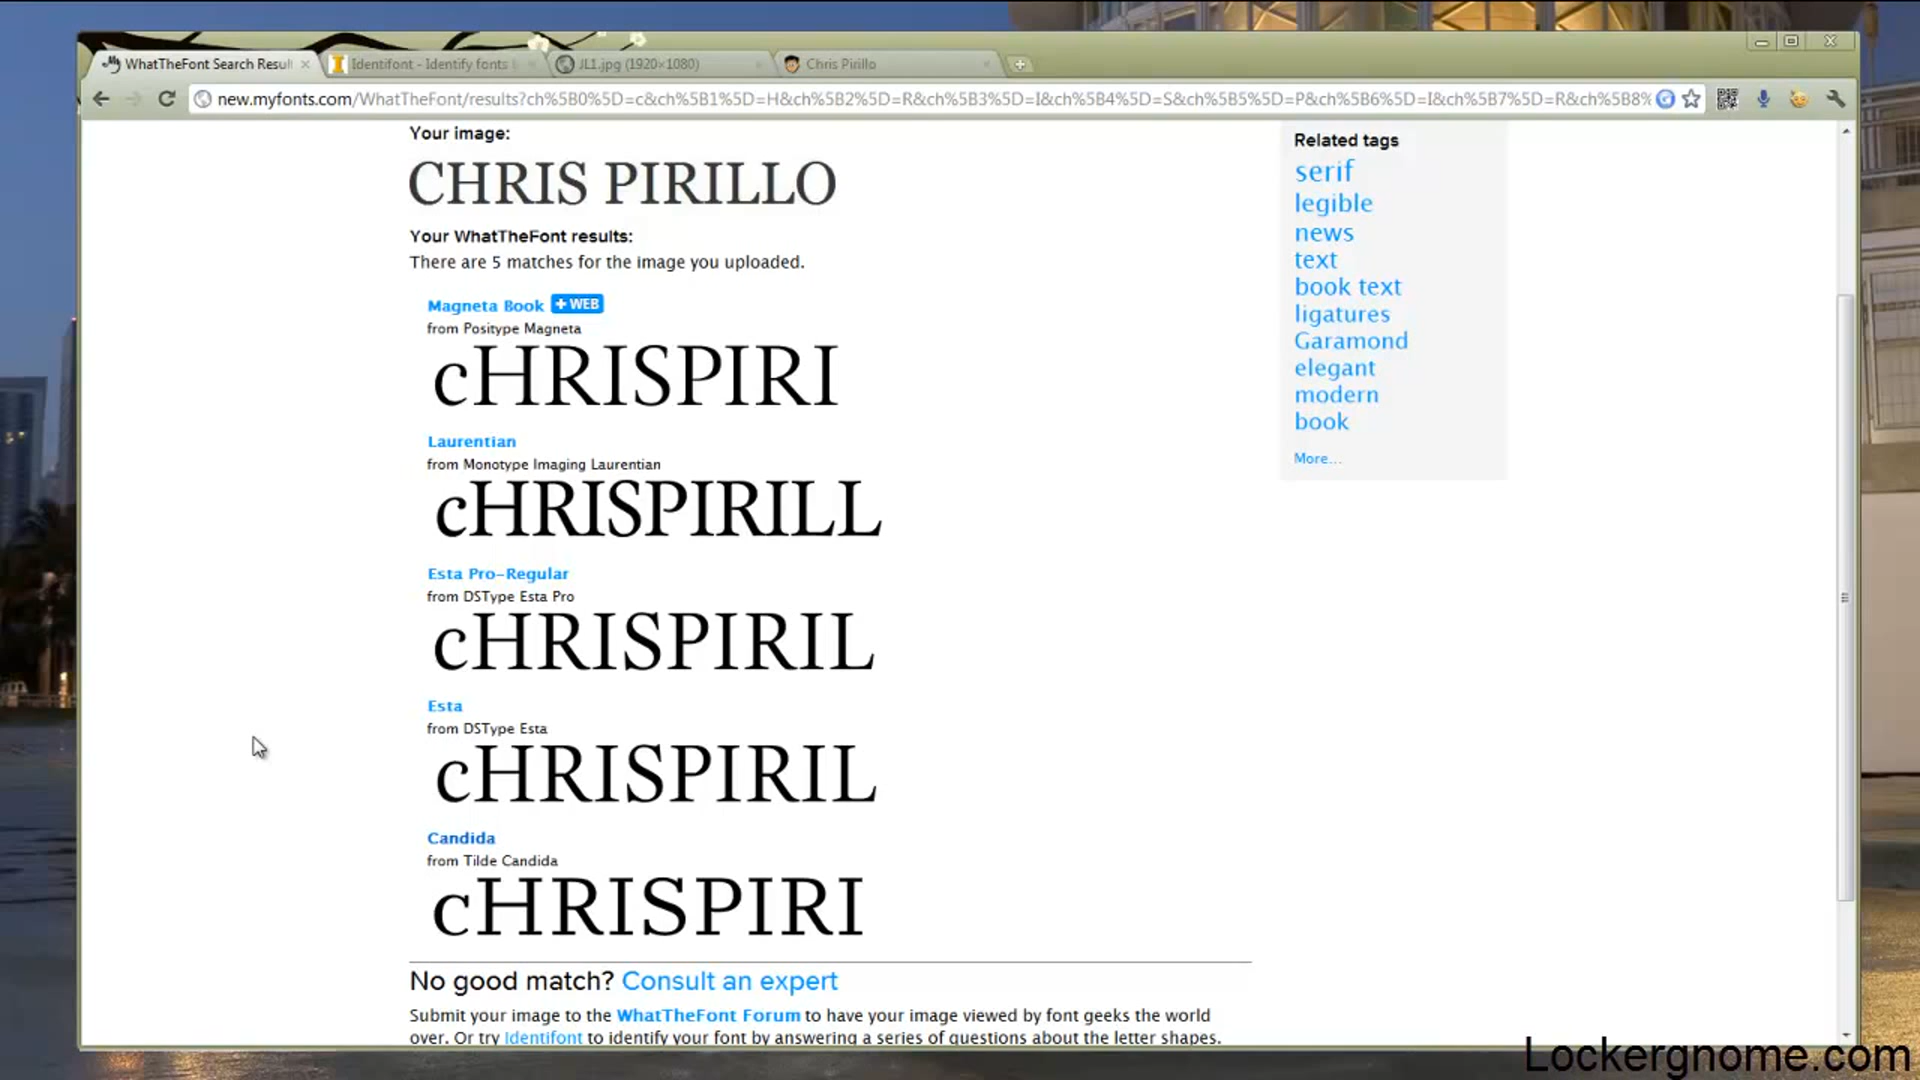 WhatTheFont Search Resul
Identifont - Identify fonts
JL1.jpg (1920×1080)
Chris Pirillo
new.myfonts.com/WhatTheFont/results?ch%5B0%5D=c&ch%5B1%5D=H&ch%5B2%5D=R&ch%5B3%5D=I&ch%5B4%5D=S&ch%5B5%5D=P&ch%5B6%5D=I&ch%5B7%5D=R&ch%5B8%
Your image:
CHRIS PIRILLO
Your WhatTheFont results:
There are 5 matches for the image you uploaded.
Magneta Book + WEB
from Positype Magneta
cHRISPIRI
Laurentian
from Monotype Imaging Laurentian
cHRISPIRILL
Esta Pro-Regular
from DSType Esta Pro
cHRISPIRIL
Esta
from DSType Esta
cHRISPIRIL
Candida
from Tilde Candida
cHRISPIRI
No good match? Consult an expert
Submit your image to the WhatTheFont Forum to have your image viewed by font geeks the world
over. Or try Identifont to identify your font by answering a series of questions about the letter shapes.
Related tags
serif
legible
news
text
book text
ligatures
Garamond
elegant
modern
book
More...
Lockergnome.com